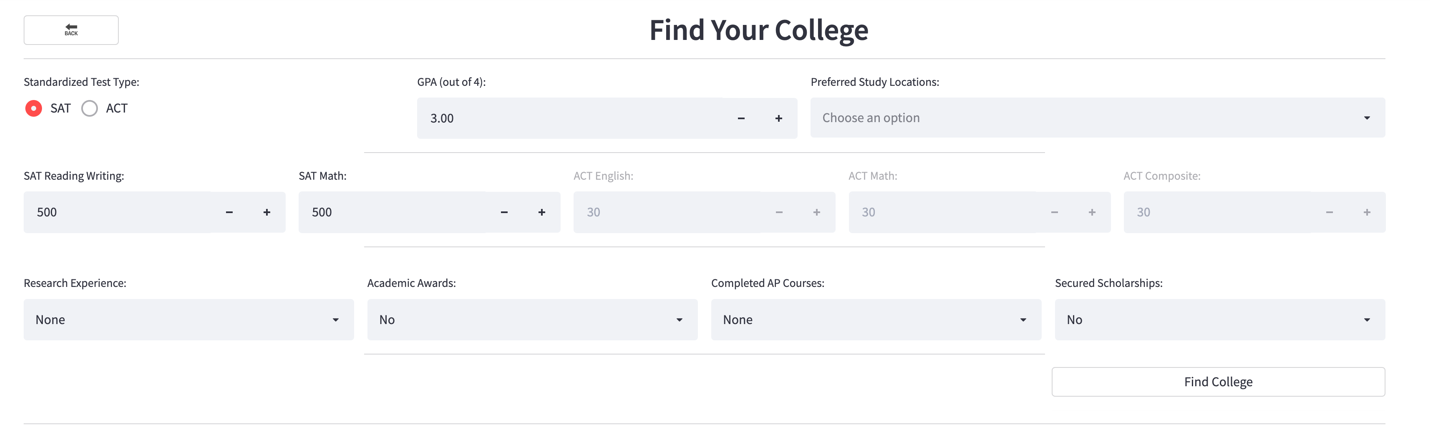 BACK
Find Your College
Standardized Test Type:
SAT ACT
GPA (out of 4):
3.00 − +
Preferred Study Locations:
Choose an option
SAT Reading Writing:
500 − +
SAT Math:
500 − +
ACT English:
30 − +
ACT Math:
30 − +
ACT Composite:
30 − +
Research Experience:
None
Academic Awards:
No
Completed AP Courses:
None
Secured Scholarships:
No
Find College